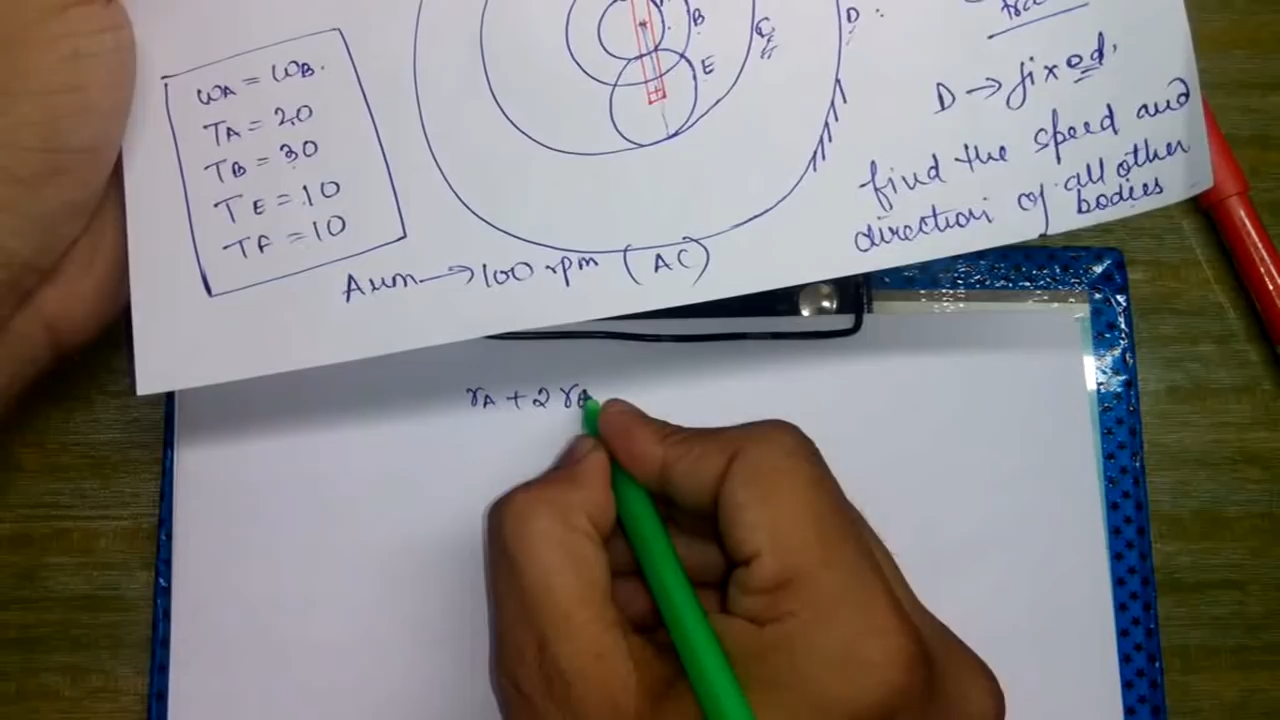 ωA = ωB.
TA = 20
TB = 30
TE = 10
TF = 10
B
C
D :
E
D → fixed.
find the speed and
direction of all other
bodies
Arm → 100 rpm (AC)
rA + 2 r